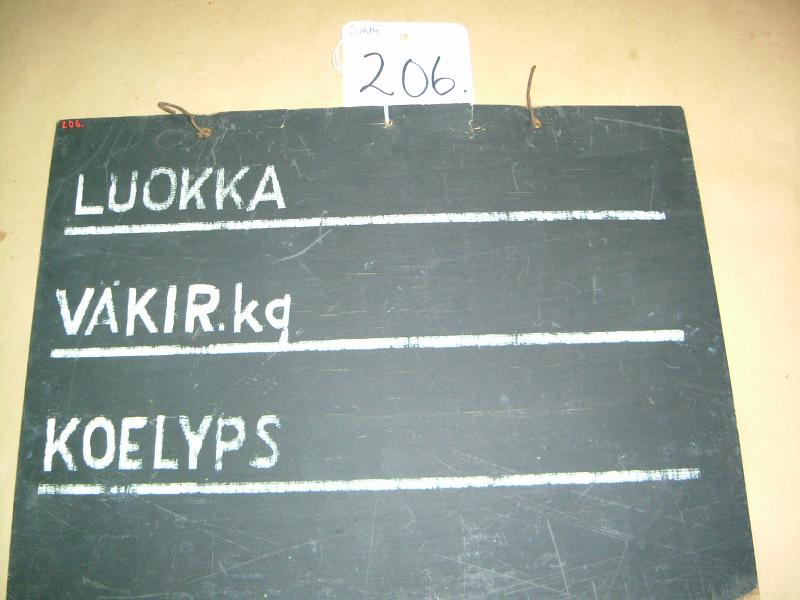 206.
206.
LUOKKA
VÄKIR.kg
KOELYPS